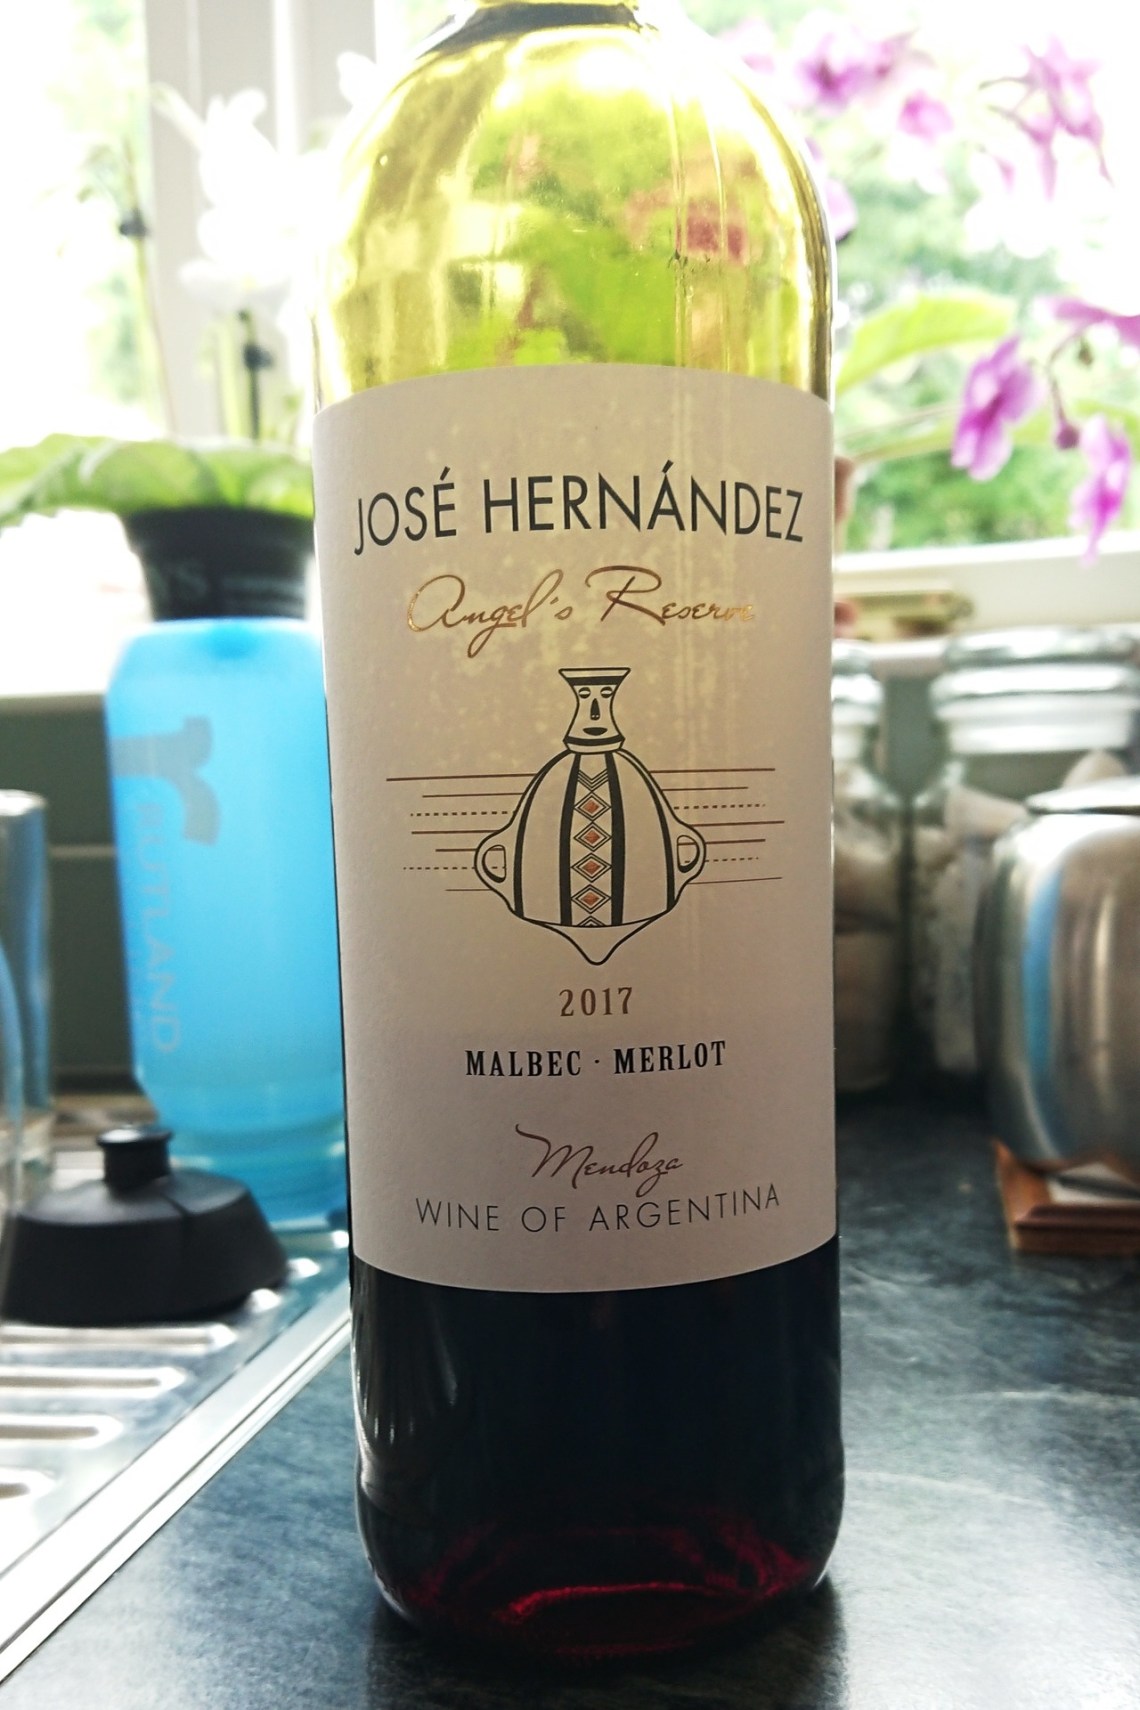 JOSÉ HERNÁNDEZ
Angel's Reserve
2017
MALBEC · MERLOT
Mendoza
WINE OF ARGENTINA
RUTLAND